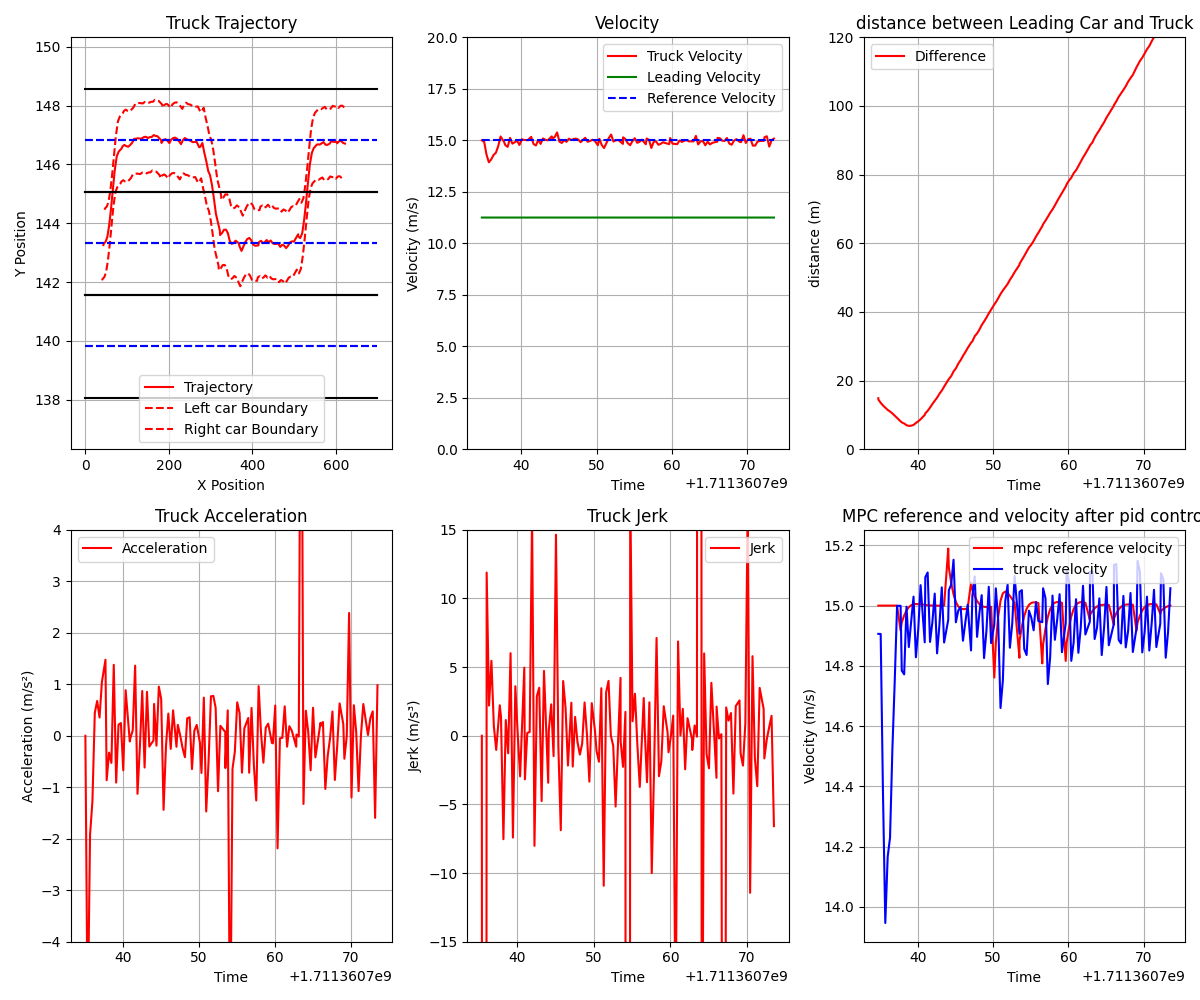 Truck Trajectory
Y Position
150
148
146
144
142
140
138
Trajectory
Left car Boundary
Right car Boundary
0
200
400
600
X Position
Velocity
Velocity (m/s)
20.0
17.5
15.0
12.5
10.0
7.5
5.0
2.5
0.0
Truck Velocity
Leading Velocity
Reference Velocity
40
50
60
70
Time
+1.7113607e9
distance between Leading Car and Truck
distance (m)
120
100
80
60
40
20
0
Difference
40
50
60
70
Time
+1.7113607e9
Truck Acceleration
Acceleration (m/s²)
4
3
2
1
0
−1
−2
−3
−4
Acceleration
40
50
60
70
Time
+1.7113607e9
Truck Jerk
Jerk (m/s³)
15
10
5
0
−5
−10
−15
Jerk
40
50
60
70
Time
+1.7113607e9
MPC reference and velocity after pid contro
Velocity (m/s)
15.2
15.0
14.8
14.6
14.4
14.2
14.0
mpc reference velocity
truck velocity
40
50
60
70
Time
+1.7113607e9